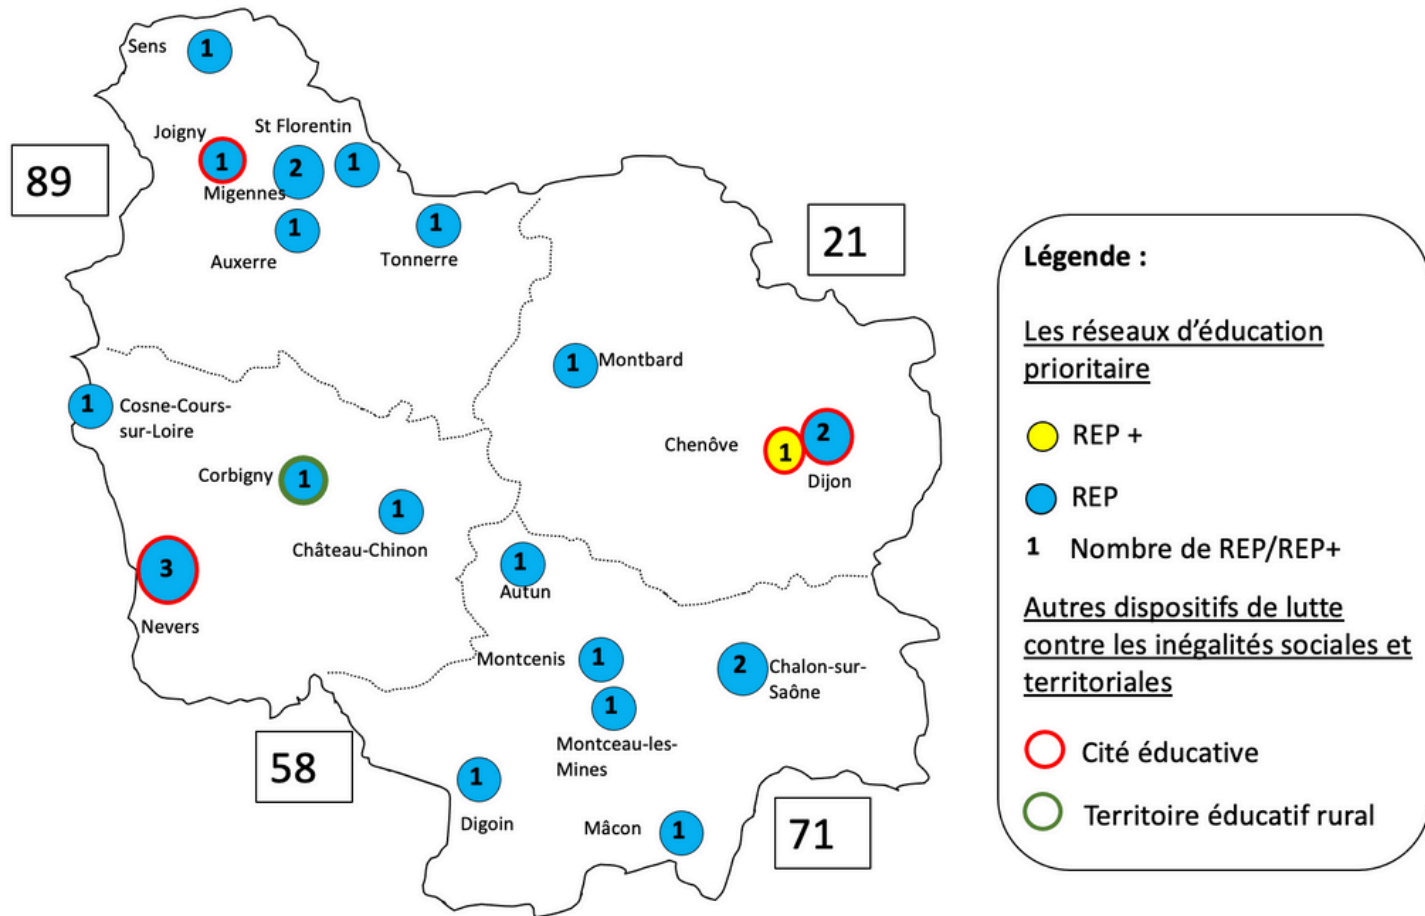 Sens
1
Joigny
St Florentin
1
2
1
89
Migennes
1
1
Auxerre
Tonnerre
21
1
Montbard
1
Cosne-Cours-
sur-Loire
Chenôve
1
2
Dijon
Corbigny
1
1
Château-Chinon
3
Nevers
1
Autun
Montcenis
1
2
Chalon-sur-
Saône
1
Montceau-les-
Mines
58
1
Digoin
Mâcon
1
71
Légende :
Les réseaux d’éducation
prioritaire
REP +
REP
1 Nombre de REP/REP+
Autres dispositifs de lutte
contre les inégalités sociales et
territoriales
Cité éducative
Territoire éducatif rural